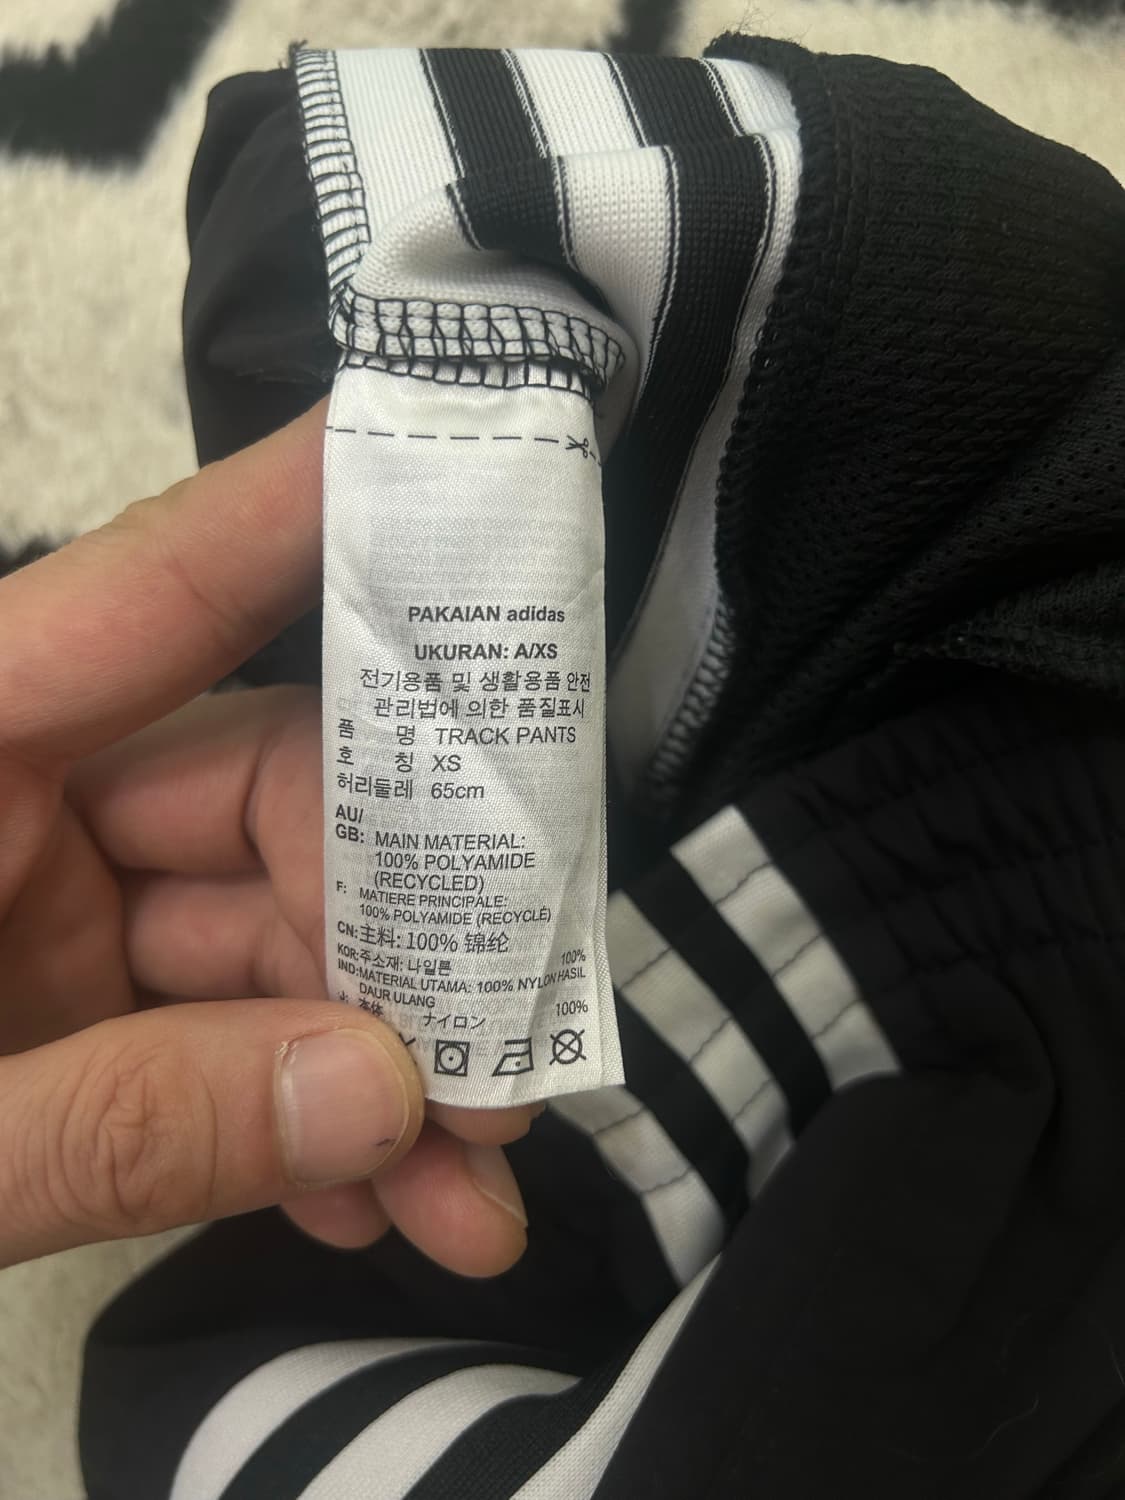 PAKAIAN adidas
UKURAN: A/XS
전기용품 및 생활용품 안전
관리법에 의한 품질표시
품 명 TRACK PANTS
호 칭 XS
허리둘레 65cm
AU/
GB: MAIN MATERIAL:
100% POLYAMIDE
(RECYCLED)
F: MATIERE PRINCIPALE:
100% POLYAMIDE (RECYCLÉ)
CN: 主料: 100% 锦纶
KOR: 주소재: 나일론 100%
IND: MATERIAL UTAMA: 100% NYLON HASIL
DAUR ULANG
本体 ナイロン 100%